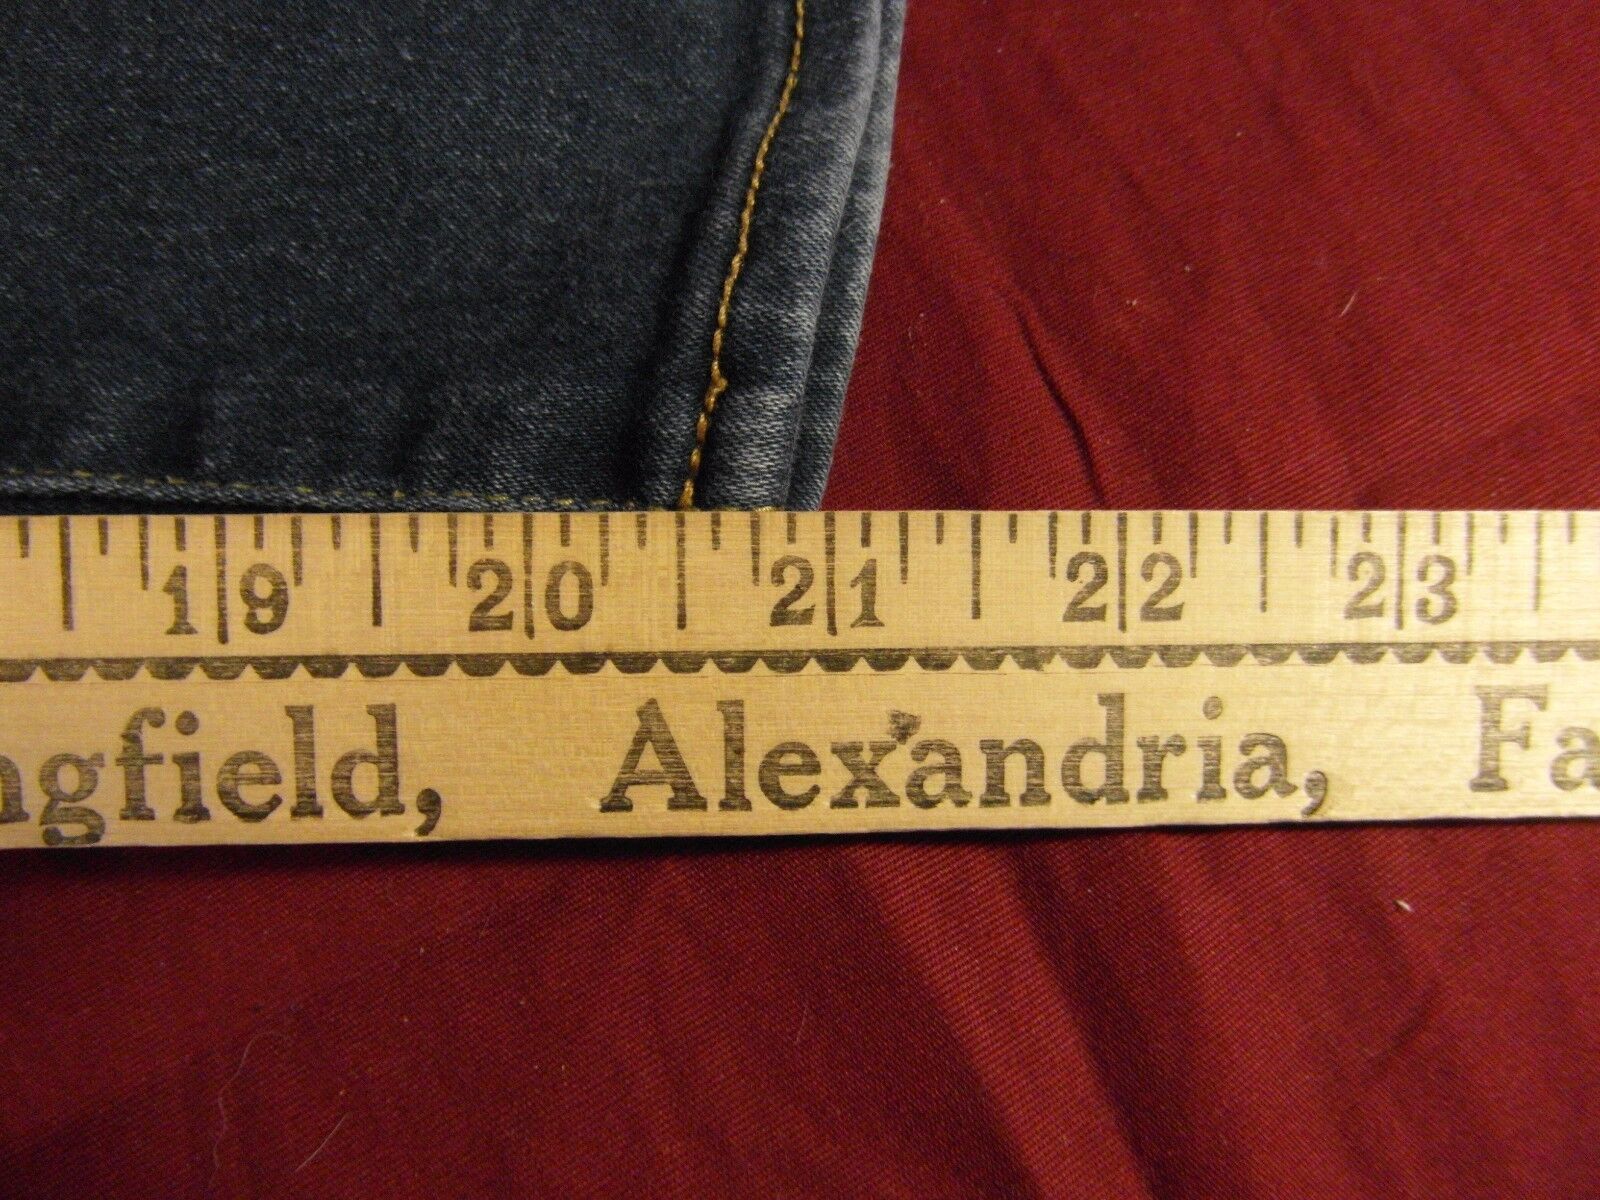 19 20 21 22 23
ngfield, Alexandria, Fa